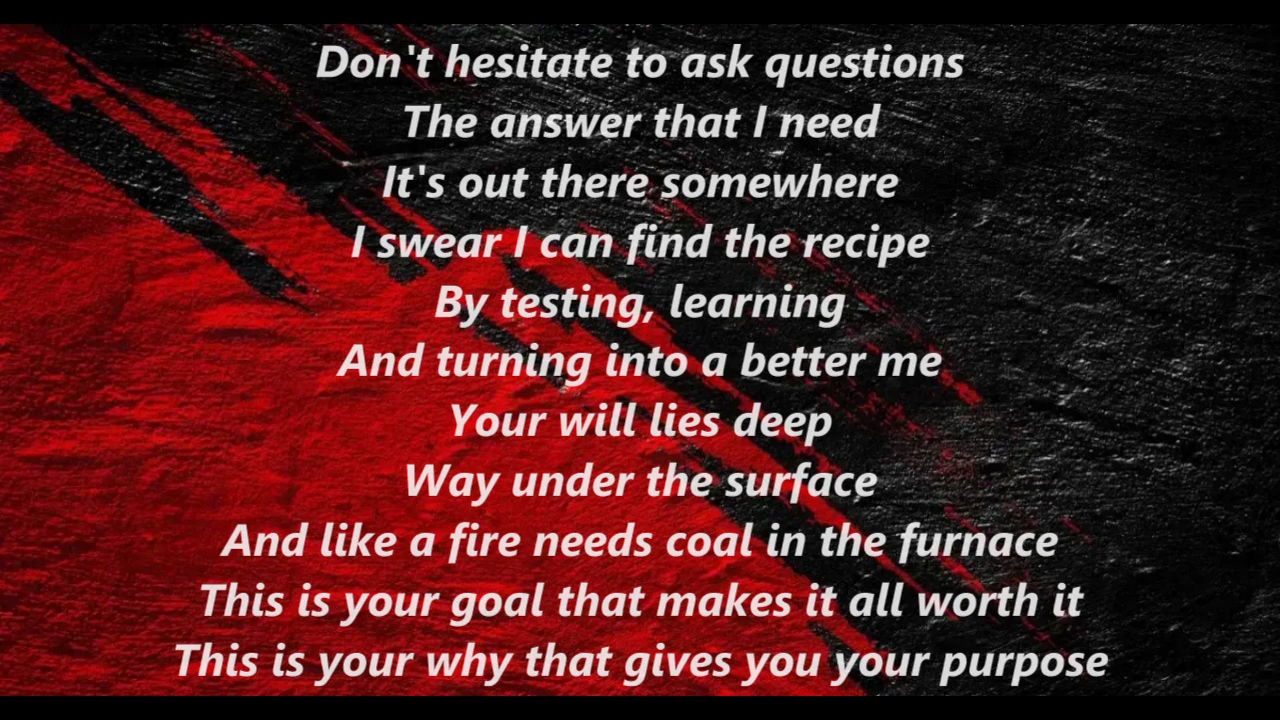 Don't hesitate to ask questions
The answer that I need
It's out there somewhere
I swear I can find the recipe
By testing, learning
And turning into a better me
Your will lies deep
Way under the surface
And like a fire needs coal in the furnace
This is your goal that makes it all worth it
This is your why that gives you your purpose